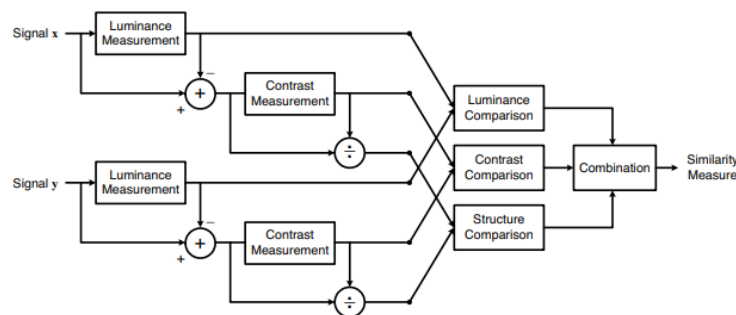 Signal x
Luminance
Measurement
−
+
+
Contrast
Measurement
÷
Luminance
Comparison
Contrast
Comparison
Structure
Comparison
Combination
Similarity
Measure
Signal y
Luminance
Measurement
−
+
+
Contrast
Measurement
÷